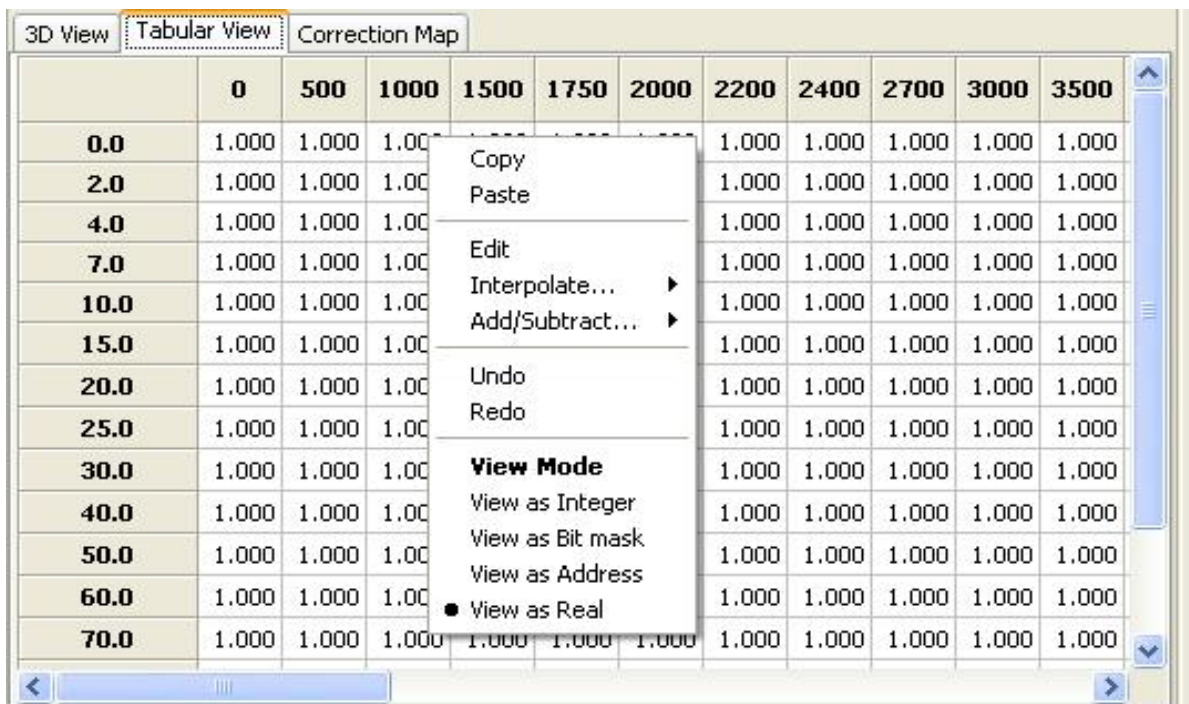 3D View Tabular View Correction Map
0 500 1000 1500 1750 2000 2200 2400 2700 3000 3500
0.0 1.000 1.000 1.000 1.000 1.000 1.000 1.000
2.0 1.000 1.000 1.000 1.000 1.000 1.000 1.000
4.0 1.000 1.000 1.000 1.000 1.000 1.000 1.000
7.0 1.000 1.000 1.000 1.000 1.000 1.000 1.000
10.0 1.000 1.000 1.000 1.000 1.000 1.000 1.000
15.0 1.000 1.000 1.000 1.000 1.000 1.000 1.000
20.0 1.000 1.000 1.000 1.000 1.000 1.000 1.000
25.0 1.000 1.000 1.000 1.000 1.000 1.000 1.000
30.0 1.000 1.000 1.000 1.000 1.000 1.000 1.000
40.0 1.000 1.000 1.000 1.000 1.000 1.000 1.000
50.0 1.000 1.000 1.000 1.000 1.000 1.000 1.000
60.0 1.000 1.000 1.000 1.000 1.000 1.000 1.000
70.0 1.000 1.000 1.000 1.000 1.000 1.000 1.000 1.000 1.000 1.000 1.000
Copy
Paste
Edit
Interpolate...
Add/Subtract...
Undo
Redo
View Mode
View as Integer
View as Bit mask
View as Address
View as Real